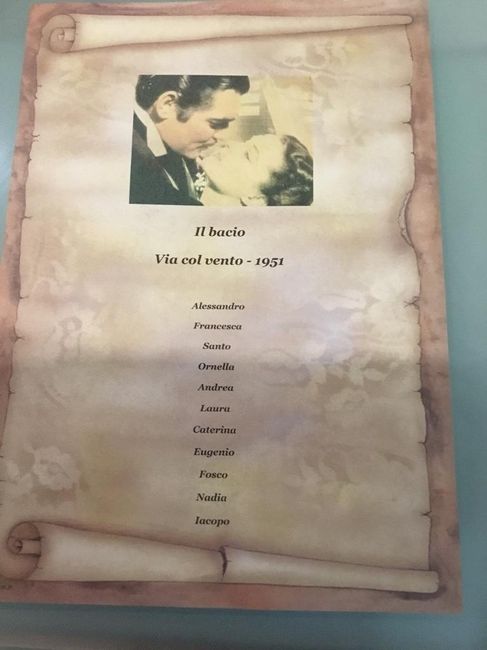 Il bacio
Via col vento - 1951
Alessandro
Francesca
Santo
Ornella
Andrea
Laura
Caterina
Eugenio
Fosco
Nadia
Iacopo